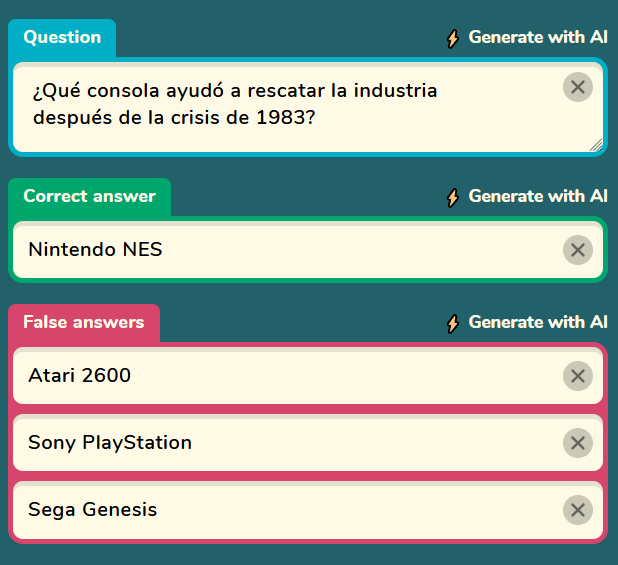 Question
Generate with AI
¿Qué consola ayudó a rescatar la industria
después de la crisis de 1983?
Correct answer
Generate with AI
Nintendo NES
False answers
Generate with AI
Atari 2600
Sony PlayStation
Sega Genesis